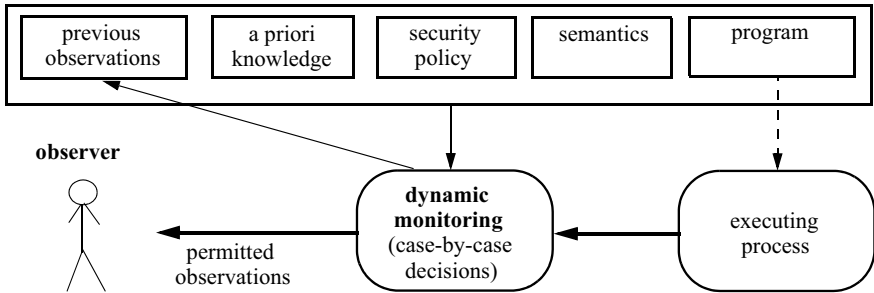 previous
observations
a priori
knowledge
security
policy
semantics
program
observer
dynamic
monitoring
(case-by-case
decisions)
executing
process
permitted
observations